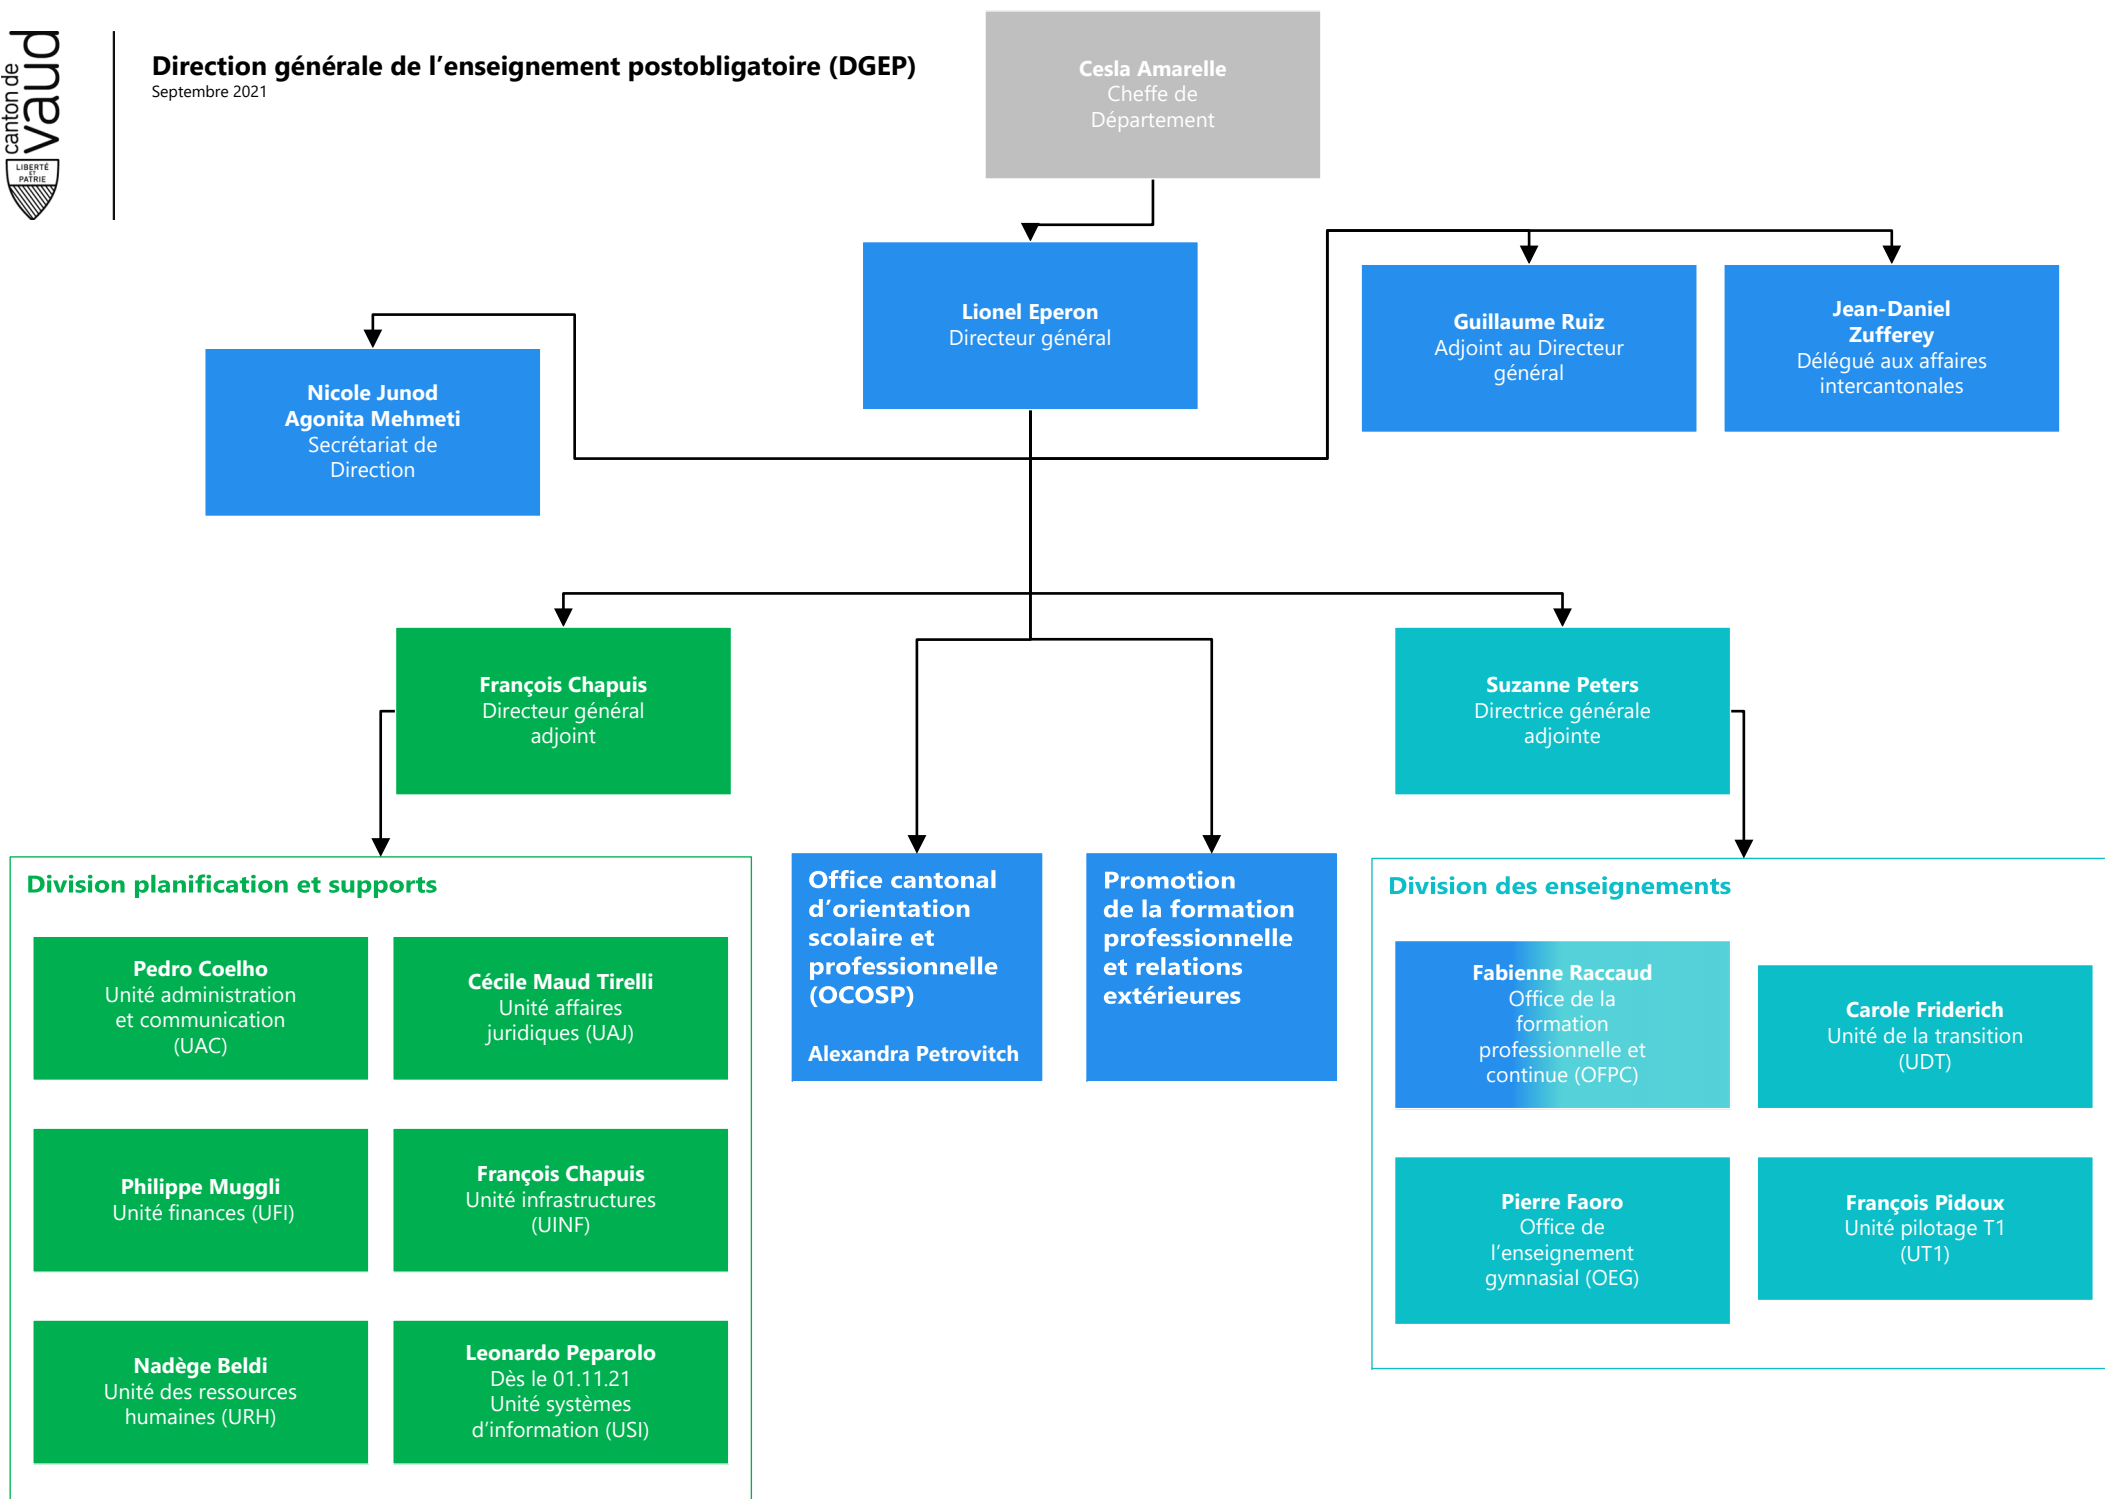 canton de
vaud
LIBERTÉ
ET
PATRIE
Direction générale de l'enseignement postobligatoire (DGEP)
Septembre 2021
Cesla Amarelle
Cheffe de
Département
Lionel Eperon
Directeur général
Guillaume Ruiz
Adjoint au Directeur
général
Jean-Daniel
Zufferey
Délégué aux affaires
intercantonales
Nicole Junod
Agonita Mehmeti
Secrétariat de
Direction
François Chapuis
Directeur général
adjoint
Suzanne Peters
Directrice générale
adjointe
Division planification et supports
Pedro Coelho
Unité administration
et communication
(UAC)
Cécile Maud Tirelli
Unité affaires
juridiques (UAJ)
Philippe Muggli
Unité finances (UFI)
François Chapuis
Unité infrastructures
(UINF)
Nadège Beldi
Unité des ressources
humaines (URH)
Leonardo Peparolo
Dès le 01.11.21
Unité systèmes
d'information (USI)
Office cantonal
d'orientation
scolaire et
professionnelle
(OCOSP)
Alexandra Petrovitch
Promotion
de la formation
professionnelle
et relations
extérieures
Division des enseignements
Fabienne Raccaud
Office de la
formation
professionnelle et
continue (OFPC)
Carole Friderich
Unité de la transition
(UDT)
Pierre Faoro
Office de
l'enseignement
gymnasial (OEG)
François Pidoux
Unité pilotage T1
(UT1)